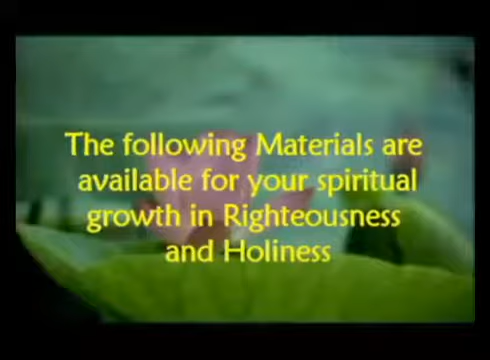 The following Materials are
available for your spiritual
growth in Righteousness
and Holiness